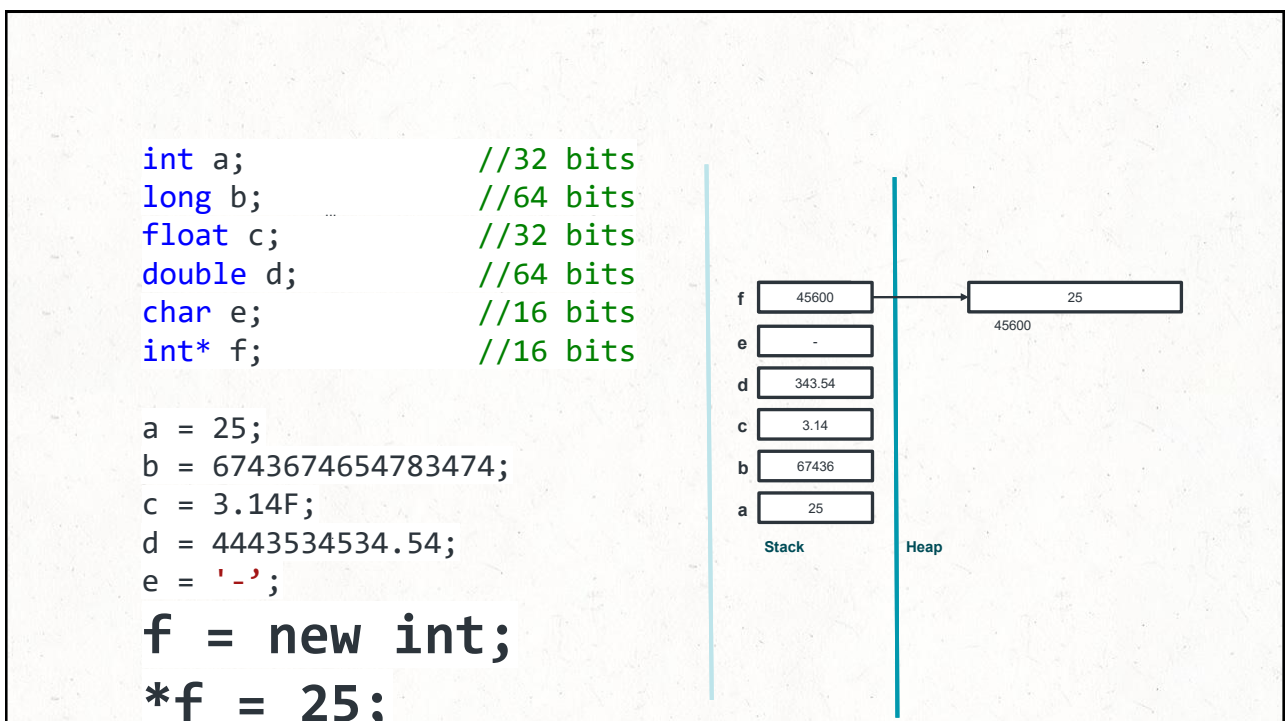 int a; //32 bits
long b; //64 bits
...
float c; //32 bits
double d; //64 bits
char e; //16 bits
int* f; //16 bits
a = 25;
b = 6743674654783474;
c = 3.14F;
d = 4443534534.54;
e = '-’;
f = new int;
*f = 25;
f 45600 25
45600
e -
d 343.54
c 3.14
b 67436
a 25
Stack Heap